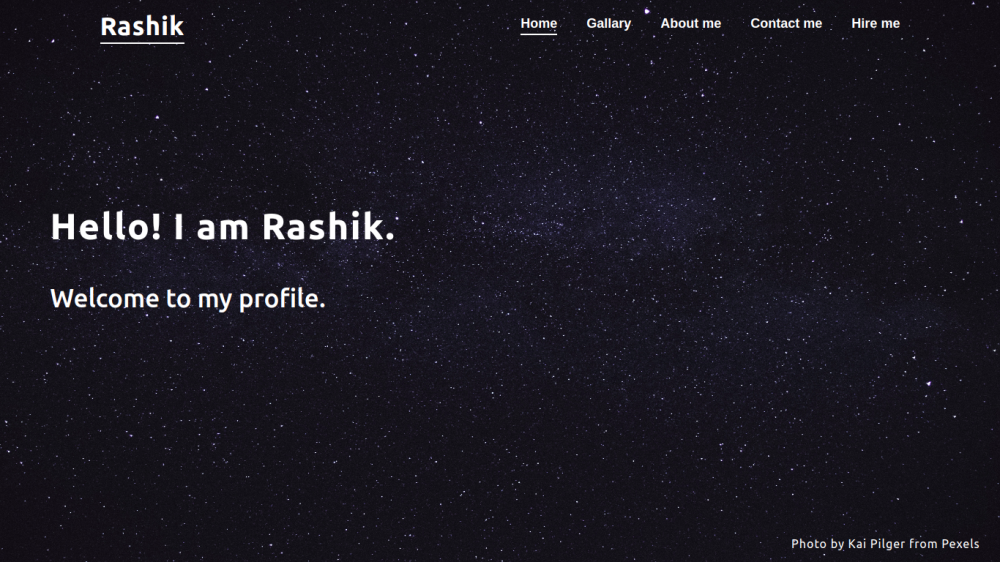 Rashik
Home Gallary About me Contact me Hire me
Hello! I am Rashik.
Welcome to my profile.
Photo by Kai Pilger from Pexels